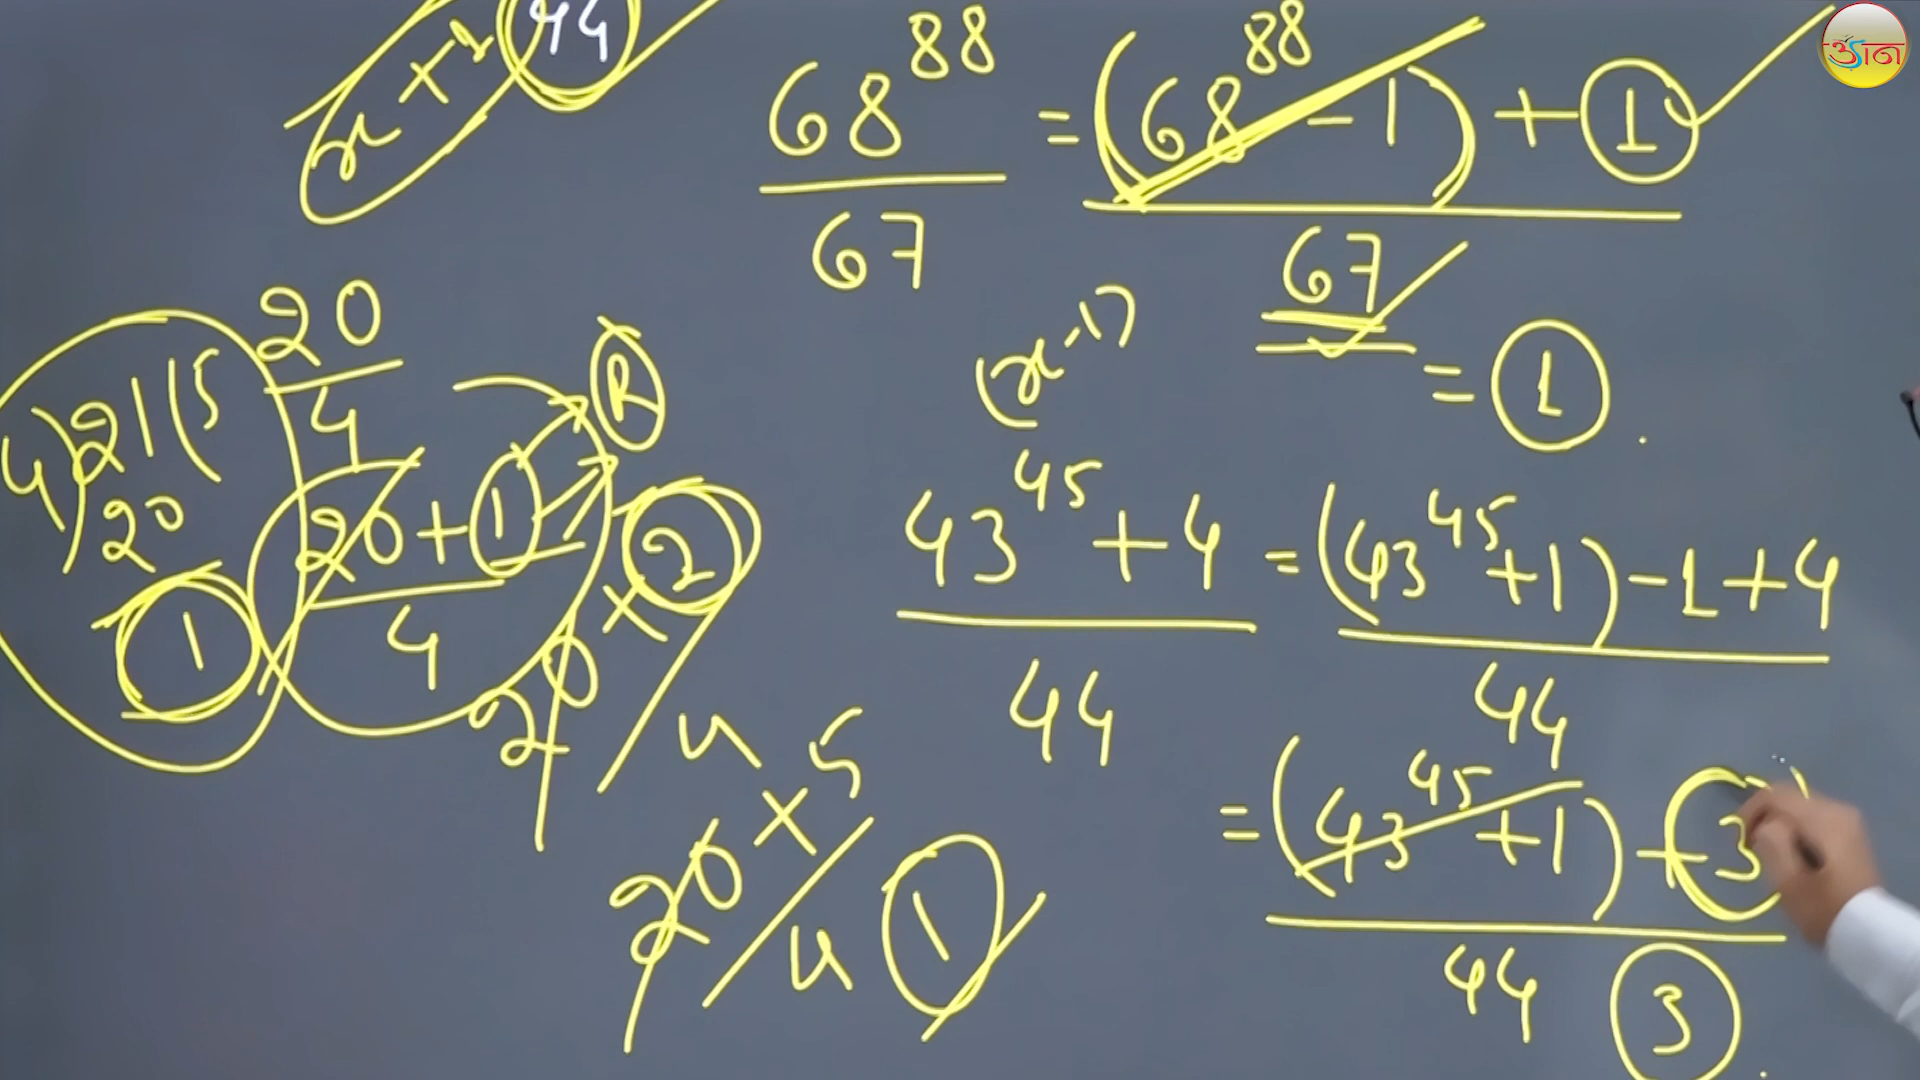 x + 1 44
68^88 / 67 = (68^88 - 1) + 1 / 67
= 1
(x - 1)
4)21(5
20
1
20 / 4
20 + 1 / 4
R
20 + 2 / 4
20 + 5 / 4
1
43^45 + 4 / 44 = (43^45 + 1) - 1 + 4 / 44
= (43^45 + 1) + 3 / 44
3
ज्ञान